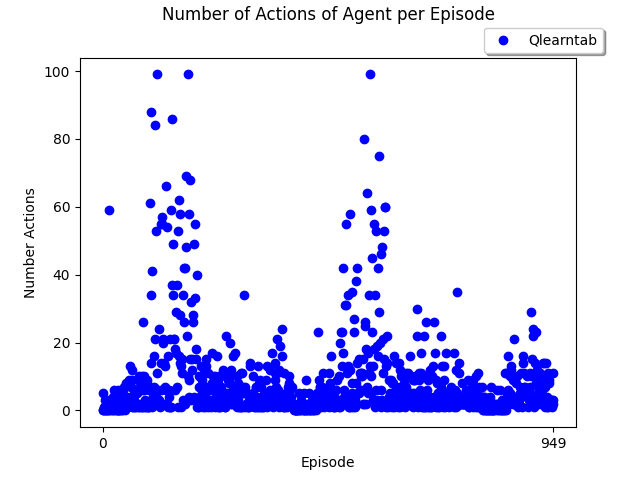 Number of Actions of Agent per Episode
Qlearntab
100
80
60
40
20
0
Number Actions
0
949
Episode